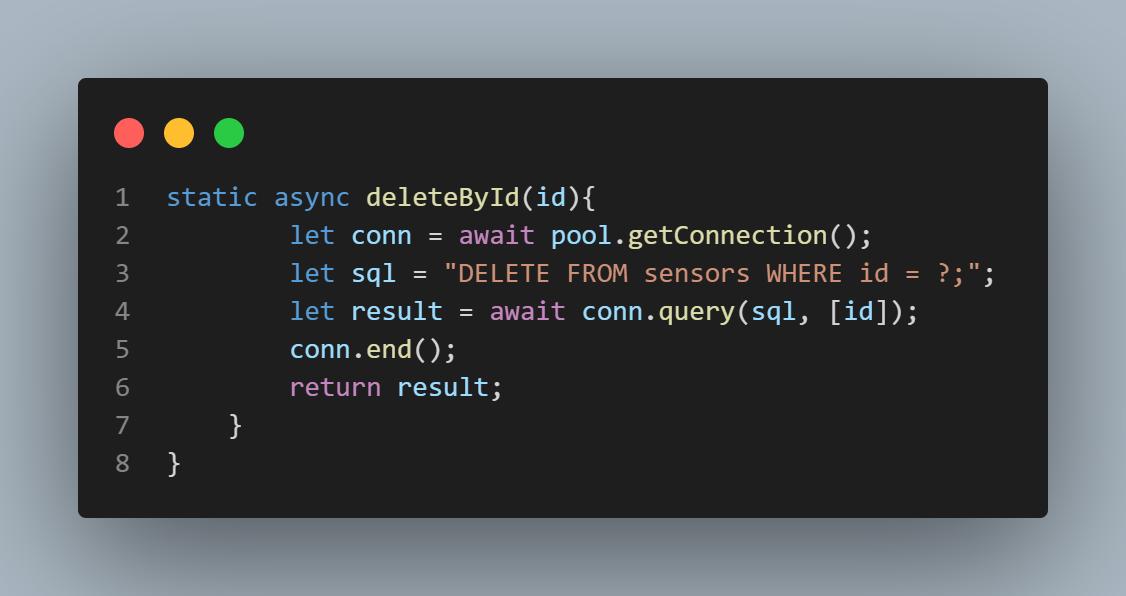 1 static async deleteById(id){
2         let conn = await pool.getConnection();
3         let sql = "DELETE FROM sensors WHERE id = ?;";
4         let result = await conn.query(sql, [id]);
5         conn.end();
6         return result;
7     }
8 }